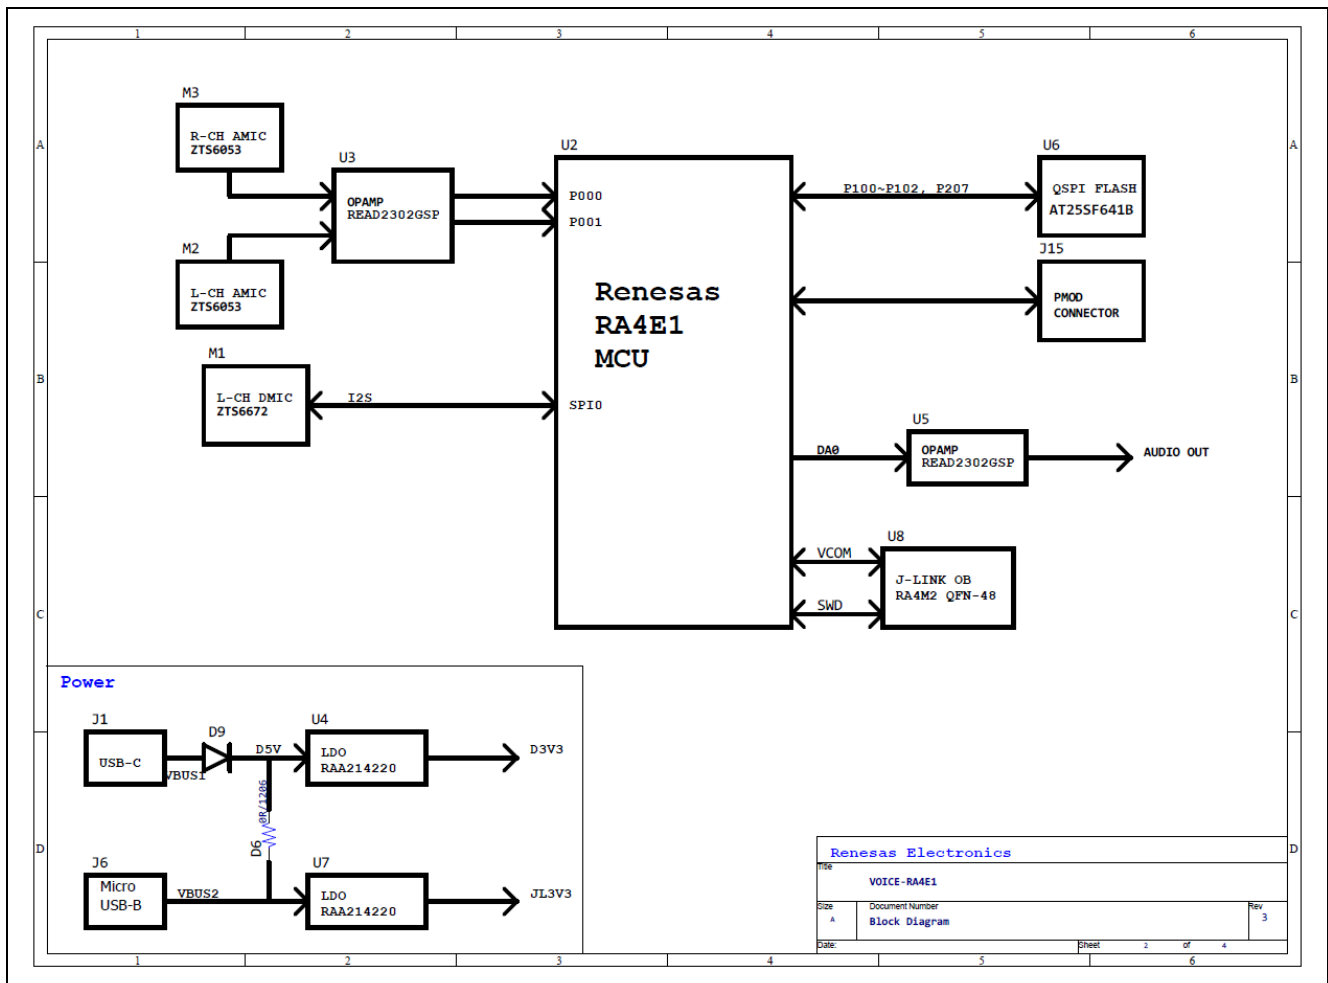 1 2 3 4 5 6
A A
B B
C C
D D
M3
R-CH AMIC
ZTS6053
U3
OPAMP
READ2302GSP
M2
L-CH AMIC
ZTS6053
M1
L-CH DMIC
ZTS6672
I2S
U2
P000
P001
Renesas
RA4E1
MCU
SPI0
P100~P102, P207
U6
QSPI FLASH
AT25SF641B
J15
PMOD
CONNECTOR
DA0
U5
OPAMP
READ2302GSP
AUDIO OUT
VCOM
SWD
U8
J-LINK OB
RA4M2 QFN-48
Power
J1
USB-C
VBUS1
D9
D5V
U4
LDO
RAA214220
D3V3
0R/1206
D6
J6
Micro
USB-B
VBUS2
U7
LDO
RAA214220
JL3V3
Renesas Electronics
Title
VOICE-RA4E1
Size
A
Document Number
Block Diagram
Rev
3
Date:
Sheet 2 of 4
1 2 3 4 5 6